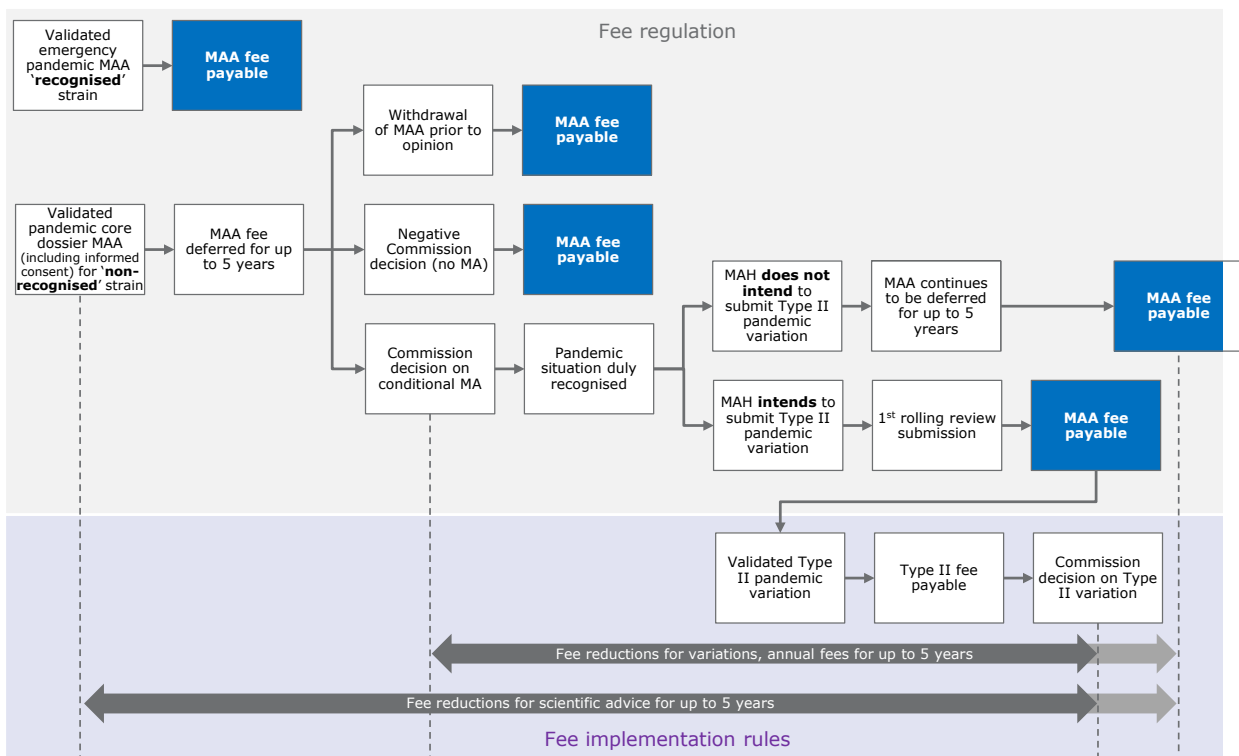 Fee regulation
Validated
emergency
pandemic MAA
‘recognised’
strain
MAA fee
payable
Withdrawal
of MAA prior to
opinion
MAA fee
payable
Validated
pandemic core
dossier MAA
(including informed
consent) for ‘non-
recognised’ strain
MAA fee
deferred for up
to 5 years
Negative
Commission
decision (no MA)
MAA fee
payable
Commission
decision on
conditional MA
Pandemic
situation duly
recognised
MAH does not
intend to
submit Type II
pandemic
variation
MAA continues
to be deferred
for up to 5
yrears
MAA fee
payable
MAH intends to
submit Type II
pandemic
variation
1st rolling review
submission
MAA fee
payable
Validated Type
II pandemic
variation
Type II fee
payable
Commission
decision on Type
II variation
Fee reductions for variations, annual fees for up to 5 years
Fee reductions for scientific advice for up to 5 years
Fee implementation rules